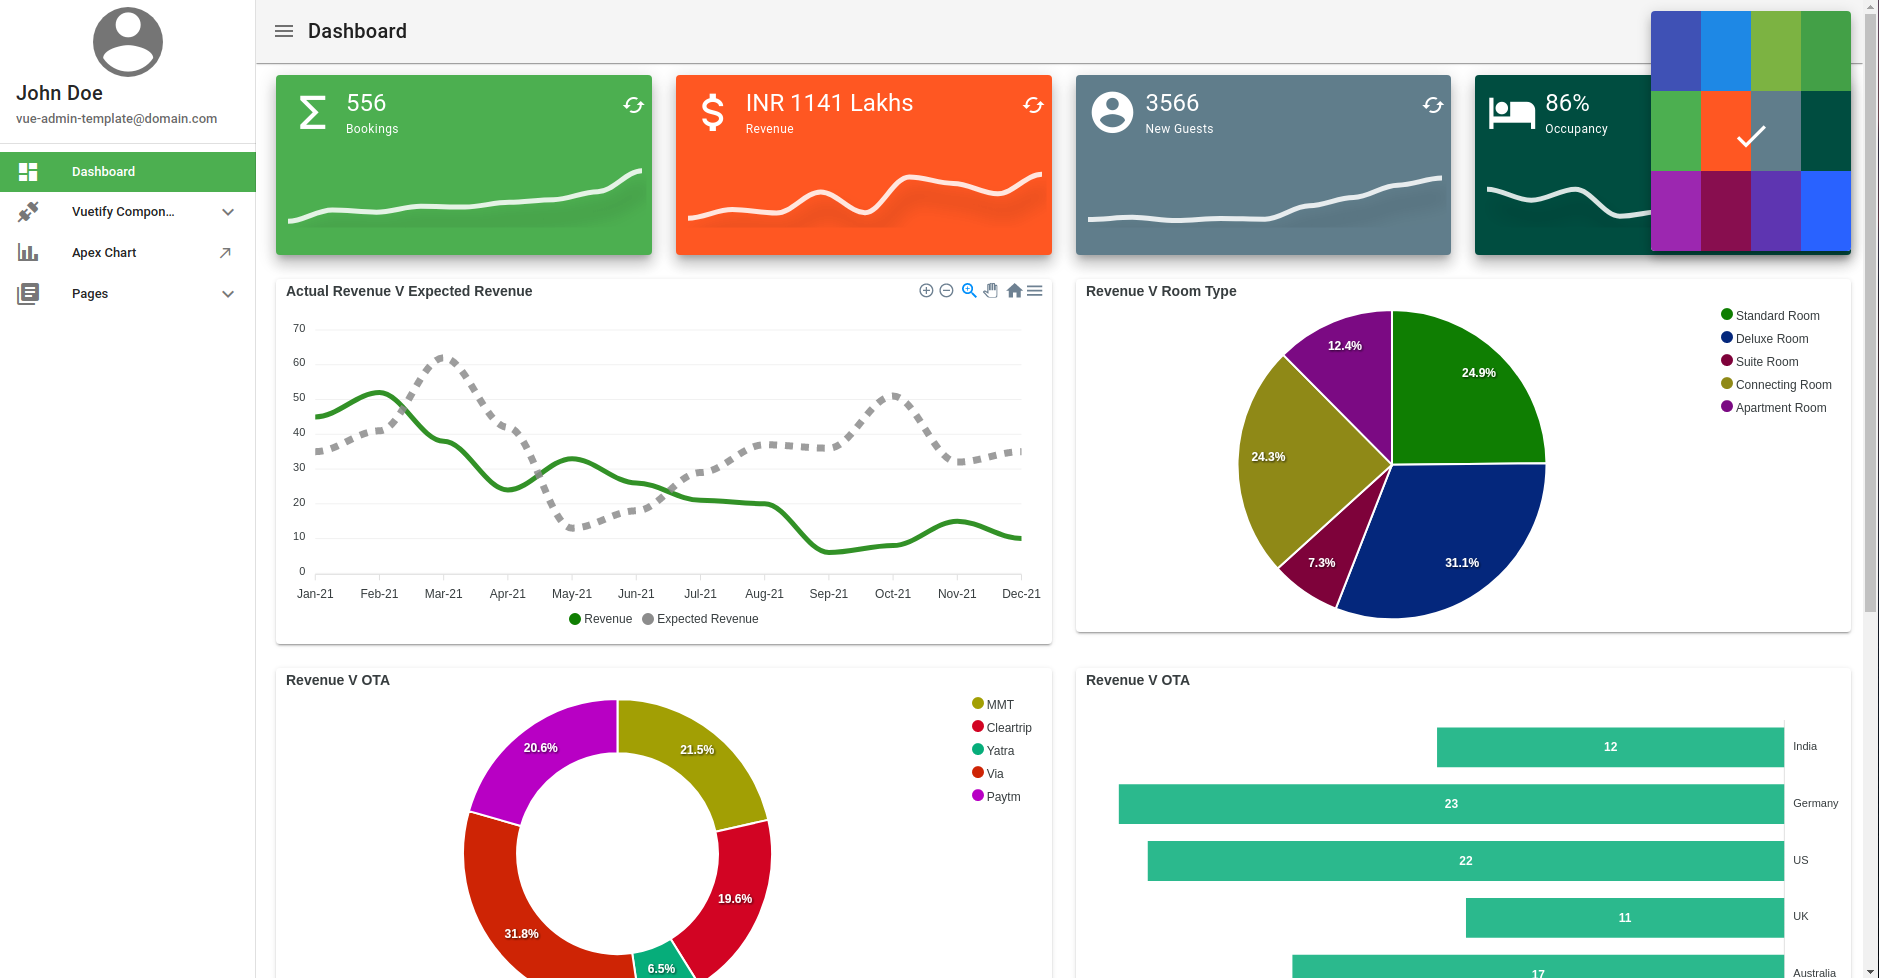 John Doe
vue-admin-template@domain.com
Dashboard
Vuetify Compon...
Apex Chart
Pages
Dashboard
556
Bookings
INR 1141 Lakhs
Revenue
3566
New Guests
86%
Occupancy
Actual Revenue V Expected Revenue
70
60
50
40
30
20
10
0
Jan-21 Feb-21 Mar-21 Apr-21 May-21 Jun-21 Jul-21 Aug-21 Sep-21 Oct-21 Nov-21 Dec-21
Revenue Expected Revenue
Revenue V Room Type
12.4%
24.9%
24.3%
7.3%
31.1%
Standard Room
Deluxe Room
Suite Room
Connecting Room
Apartment Room
Revenue V OTA
20.6%
21.5%
19.6%
31.8%
6.5%
MMT
Cleartrip
Yatra
Via
Paytm
Revenue V OTA
12 India
23 Germany
22 US
11 UK
17 Australia